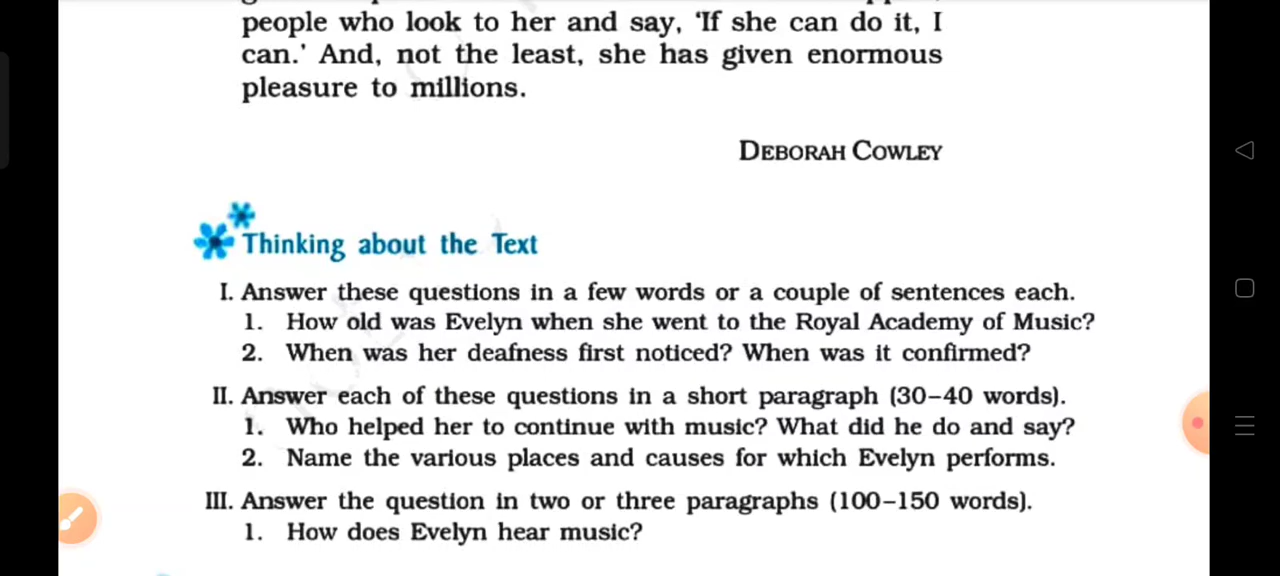 people who look to her and say, 'If she can do it, I
can.' And, not the least, she has given enormous
pleasure to millions.
DEBORAH COWLEY
Thinking about the Text
I. Answer these questions in a few words or a couple of sentences each.
1. How old was Evelyn when she went to the Royal Academy of Music?
2. When was her deafness first noticed? When was it confirmed?
II. Answer each of these questions in a short paragraph (30–40 words).
1. Who helped her to continue with music? What did he do and say?
2. Name the various places and causes for which Evelyn performs.
III. Answer the question in two or three paragraphs (100–150 words).
1. How does Evelyn hear music?